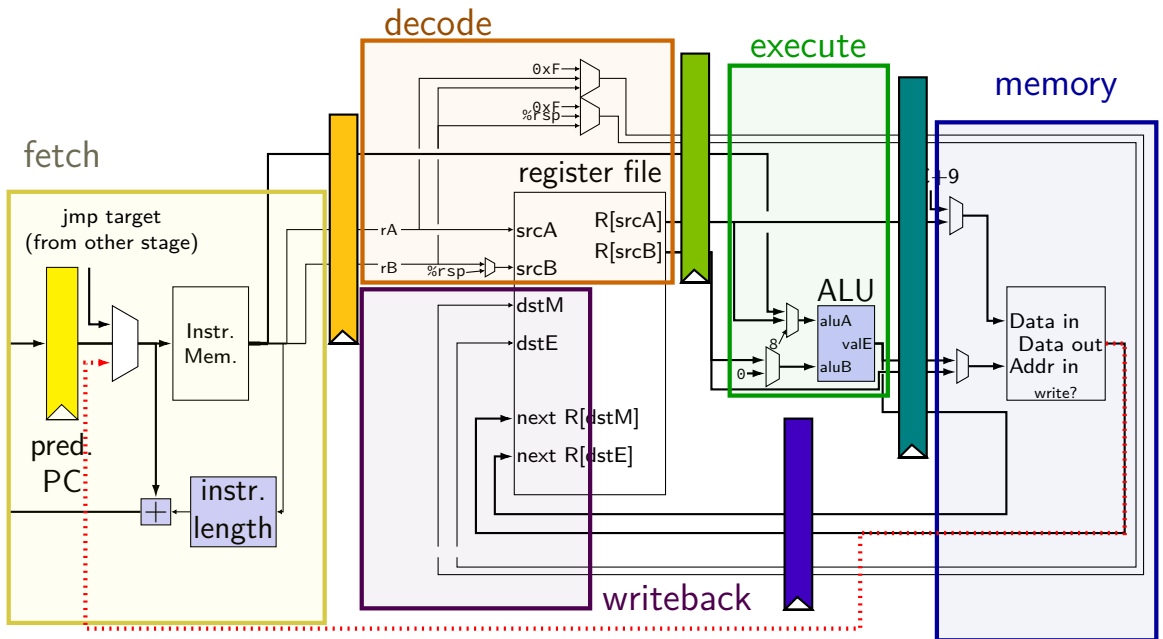 decode
execute
memory
fetch
0xF
0xF
%rsp
register file
+9
jmp target
(from other stage)
rA
srcA
R[srcA]
R[srcB]
rB
%rsp
srcB
ALU
dstM
aluA
Data in
Instr.
Mem.
dstE
8
valE
Data out
0
aluB
Addr in
write?
next R[dstM]
pred.
PC
next R[dstE]
instr.
length
+
writeback